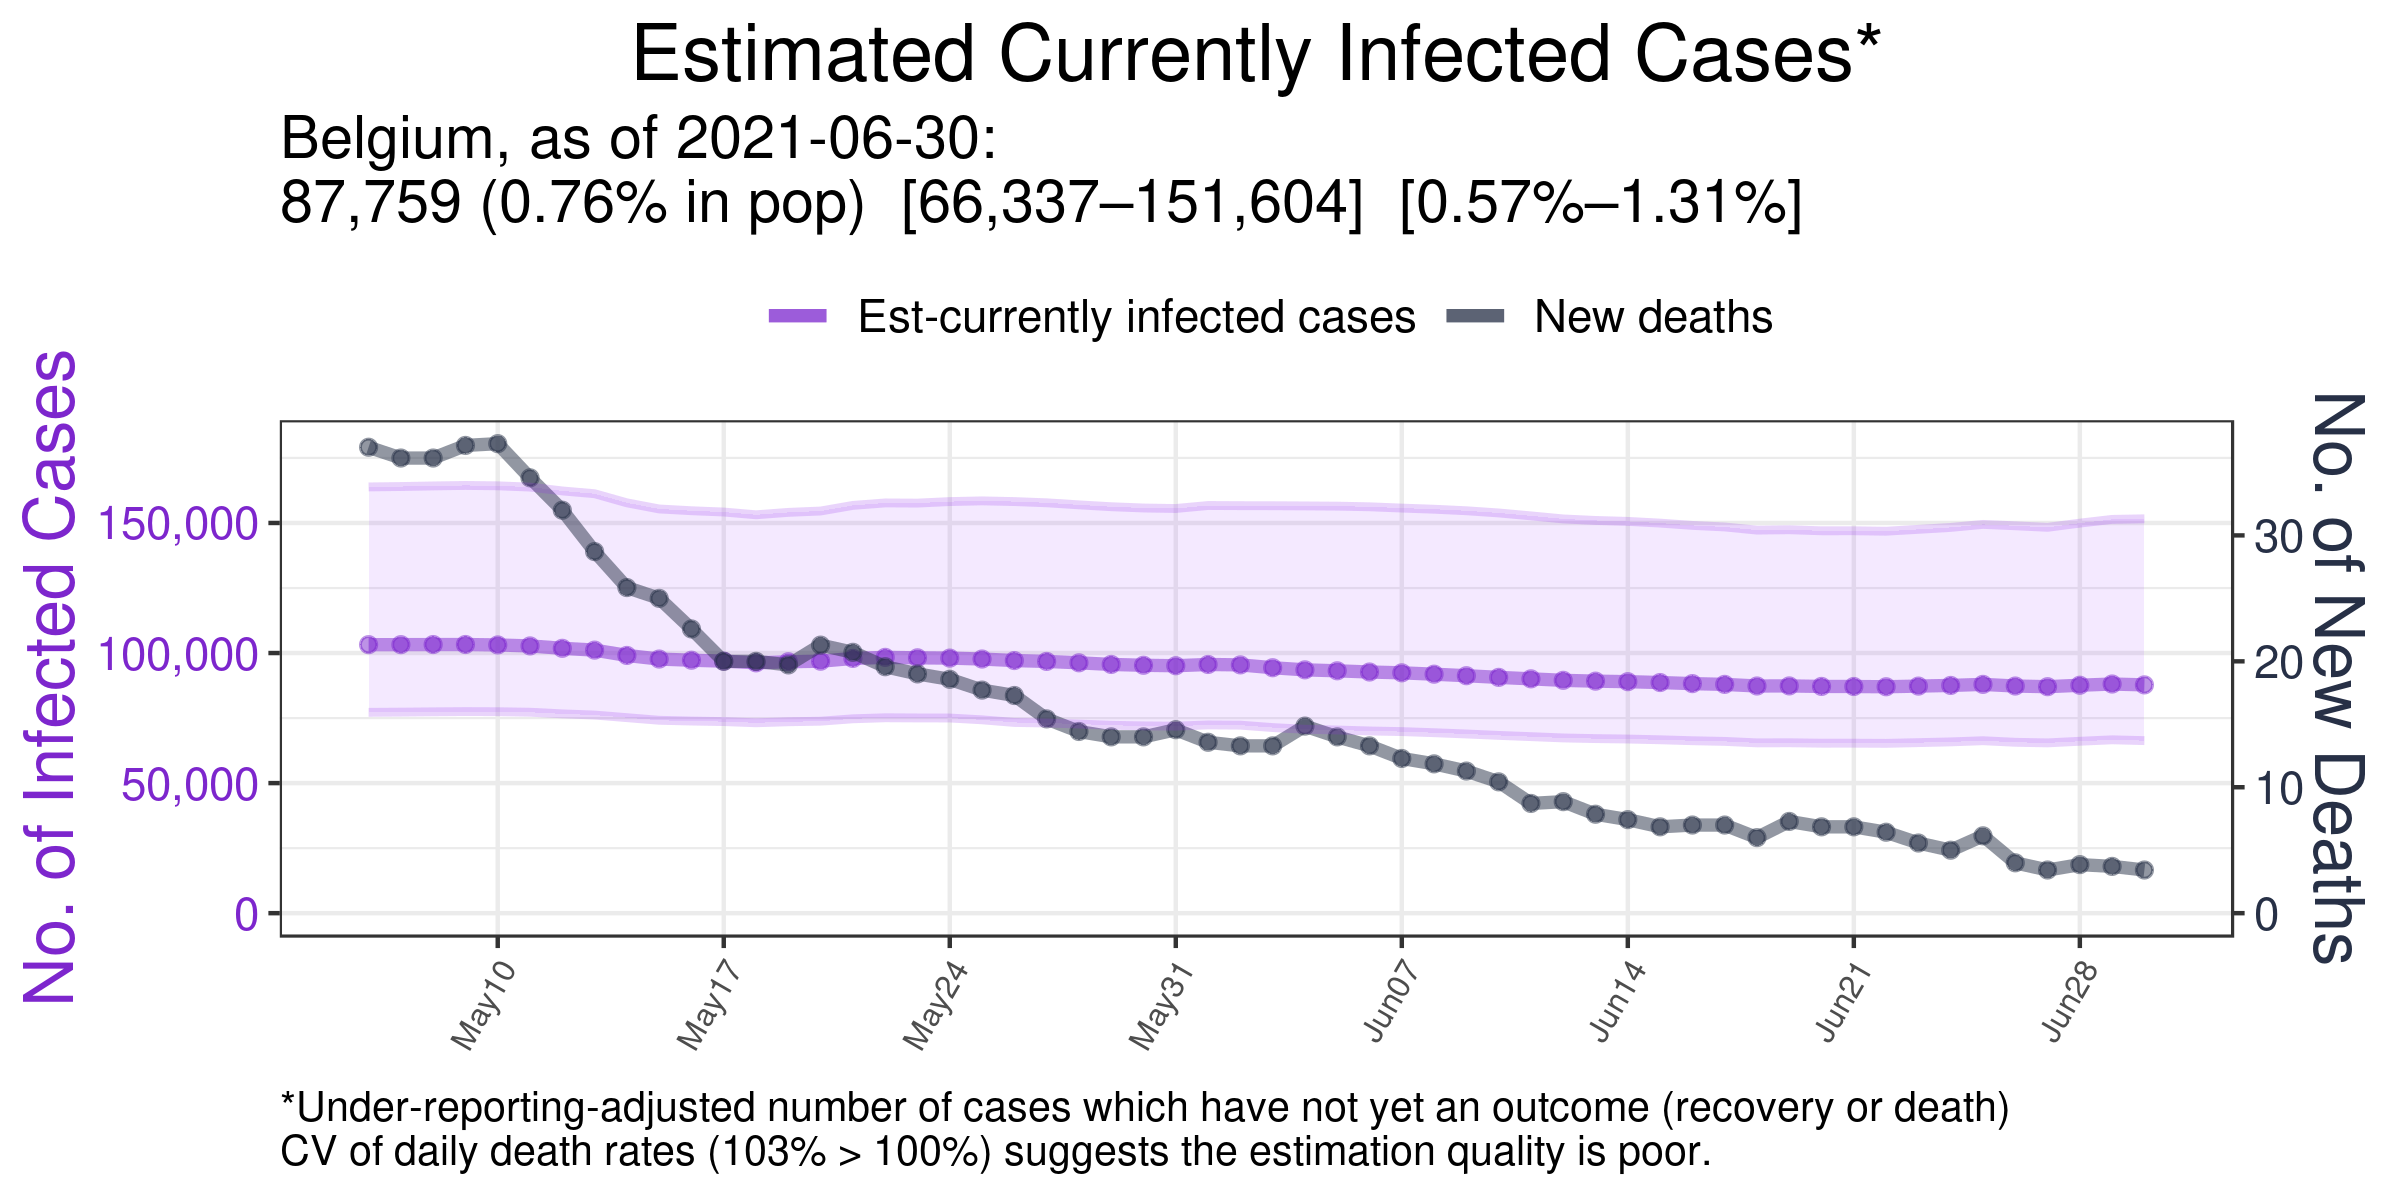 Estimated Currently Infected Cases*
Belgium, as of 2021-06-30:
87,759 (0.76% in pop)  [66,337–151,604]  [0.57%–1.31%]
Est-currently infected cases
New deaths
No. of Infected Cases
150,000
100,000
50,000
0
No. of New Deaths
30
20
10
0
May10
May17
May24
May31
Jun07
Jun14
Jun21
Jun28
*Under-reporting-adjusted number of cases which have not yet an outcome (recovery or death)
CV of daily death rates (103% > 100%) suggests the estimation quality is poor.